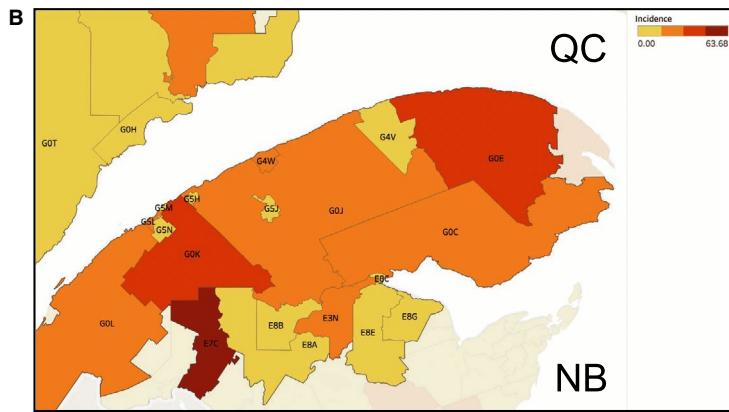 B
QC
Incidence
0.00 63.68
G0T
G0H
G4V
G0E
G4W
G5H
G5M
G5J
G0J
G5L
G5N
G0C
G0K
E8C
G0L
E8B
E3N
E8G
E8E
E7C
E8A
NB